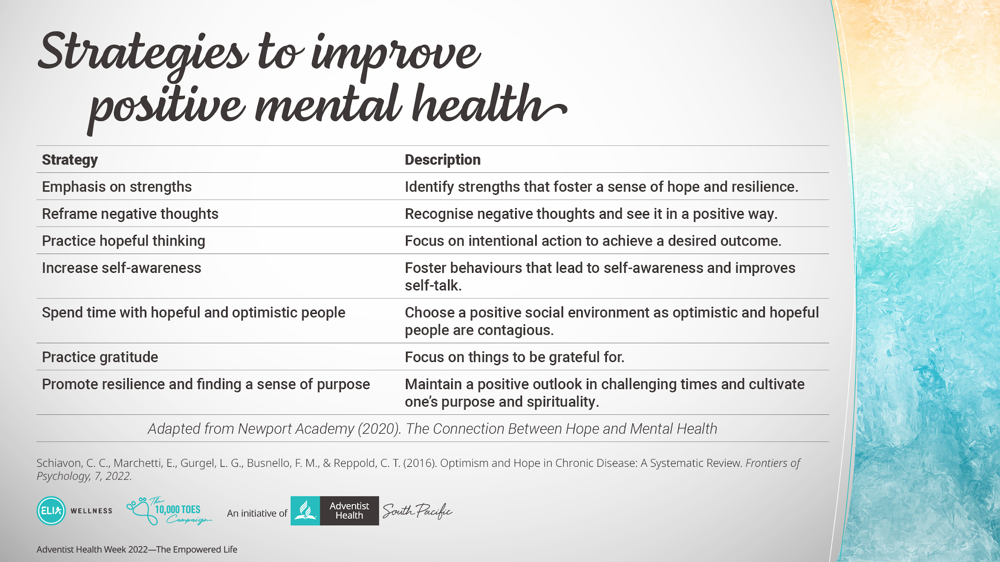 Strategies to improve
positive mental health
Strategy Description
Emphasis on strengths Identify strengths that foster a sense of hope and resilience.
Reframe negative thoughts Recognise negative thoughts and see it in a positive way.
Practice hopeful thinking Focus on intentional action to achieve a desired outcome.
Increase self-awareness Foster behaviours that lead to self-awareness and improves
self-talk.
Spend time with hopeful and optimistic people Choose a positive social environment as optimistic and hopeful
people are contagious.
Practice gratitude Focus on things to be grateful for.
Promote resilience and finding a sense of purpose Maintain a positive outlook in challenging times and cultivate
one’s purpose and spirituality.
Adapted from Newport Academy (2020). The Connection Between Hope and Mental Health
Schiavon, C. C., Marchetti, E., Gurgel, L. G., Busnello, F. M., & Reppold, C. T. (2016). Optimism and Hope in Chronic Disease: A Systematic Review. Frontiers of
Psychology, 7, 2022.
ELIA WELLNESS
The
10,000 TOES
Campaign
An initiative of
Adventist
Health
South Pacific
Adventist Health Week 2022—The Empowered Life